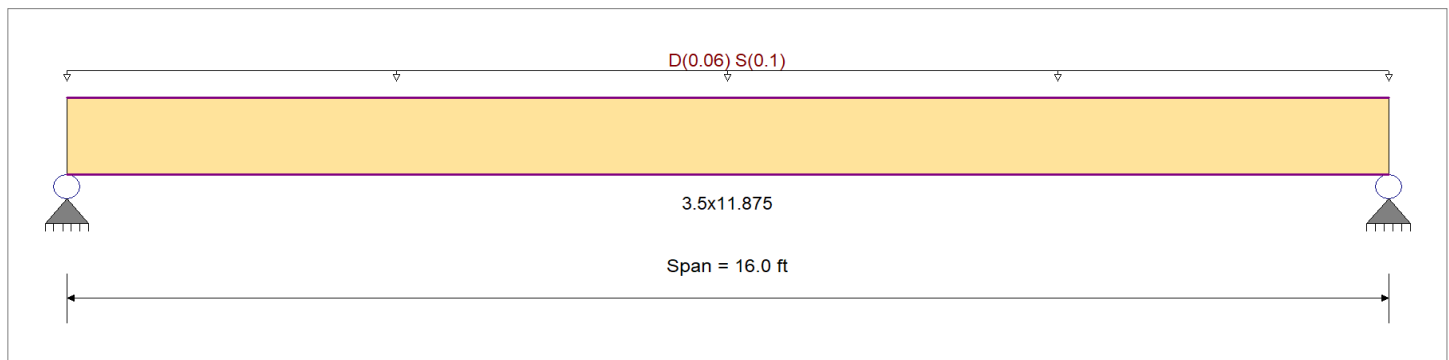 D(0.06) S(0.1)
3.5x11.875
Span = 16.0 ft